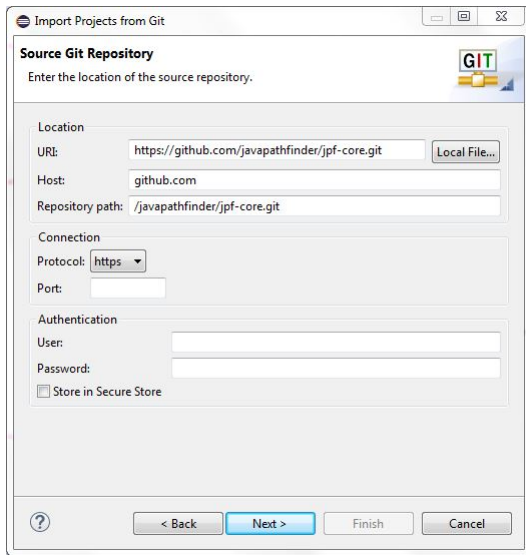 Import Projects from Git
Source Git Repository
Enter the location of the source repository.
GIT
Location
URI: https://github.com/javapathfinder/jpf-core.git Local File...
Host: github.com
Repository path: /javapathfinder/jpf-core.git
Connection
Protocol: https
Port:
Authentication
User:
Password:
Store in Secure Store
? < Back Next > Finish Cancel